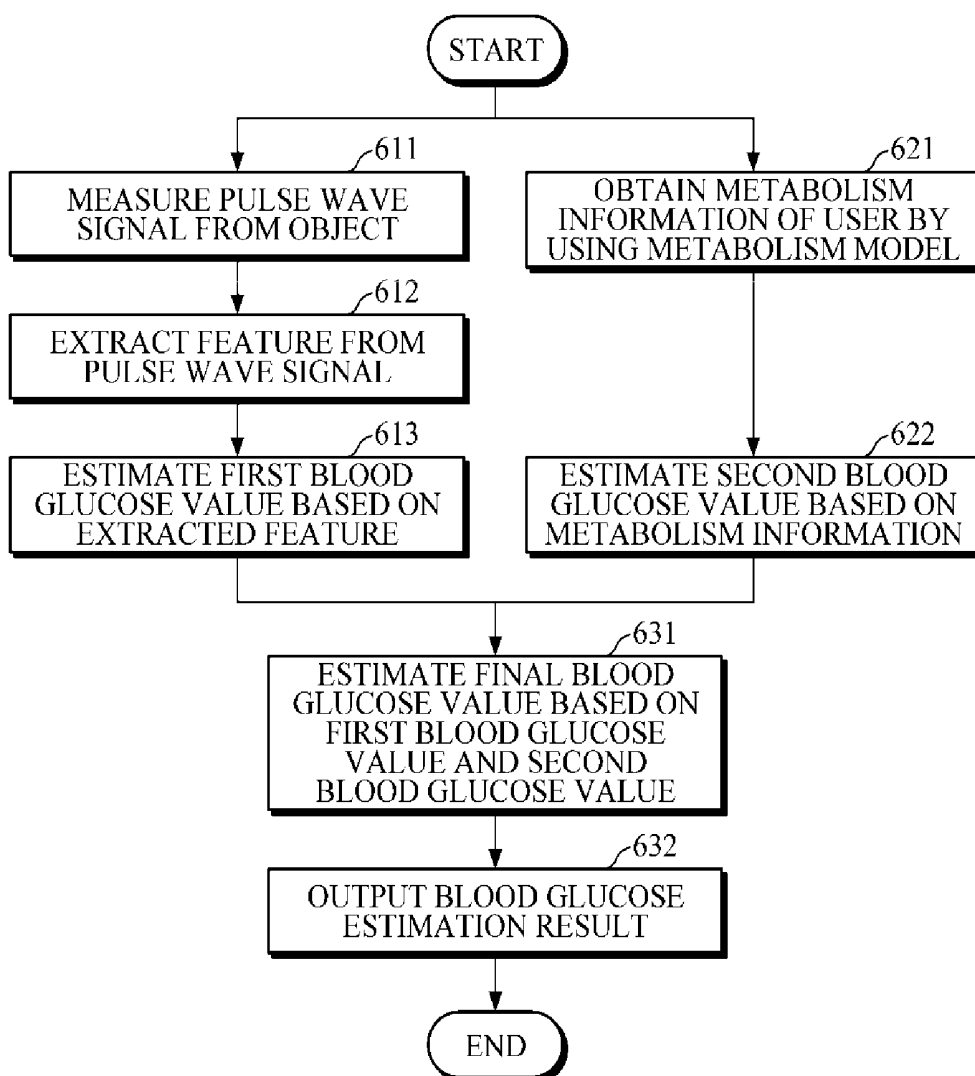 START
611
MEASURE PULSE WAVE
SIGNAL FROM OBJECT
612
EXTRACT FEATURE FROM
PULSE WAVE SIGNAL
613
ESTIMATE FIRST BLOOD
GLUCOSE VALUE BASED ON
EXTRACTED FEATURE
621
OBTAIN METABOLISM
INFORMATION OF USER BY
USING METABOLISM MODEL
622
ESTIMATE SECOND BLOOD
GLUCOSE VALUE BASED ON
METABOLISM INFORMATION
631
ESTIMATE FINAL BLOOD
GLUCOSE VALUE BASED ON
FIRST BLOOD GLUCOSE
VALUE AND SECOND
BLOOD GLUCOSE VALUE
632
OUTPUT BLOOD GLUCOSE
ESTIMATION RESULT
END